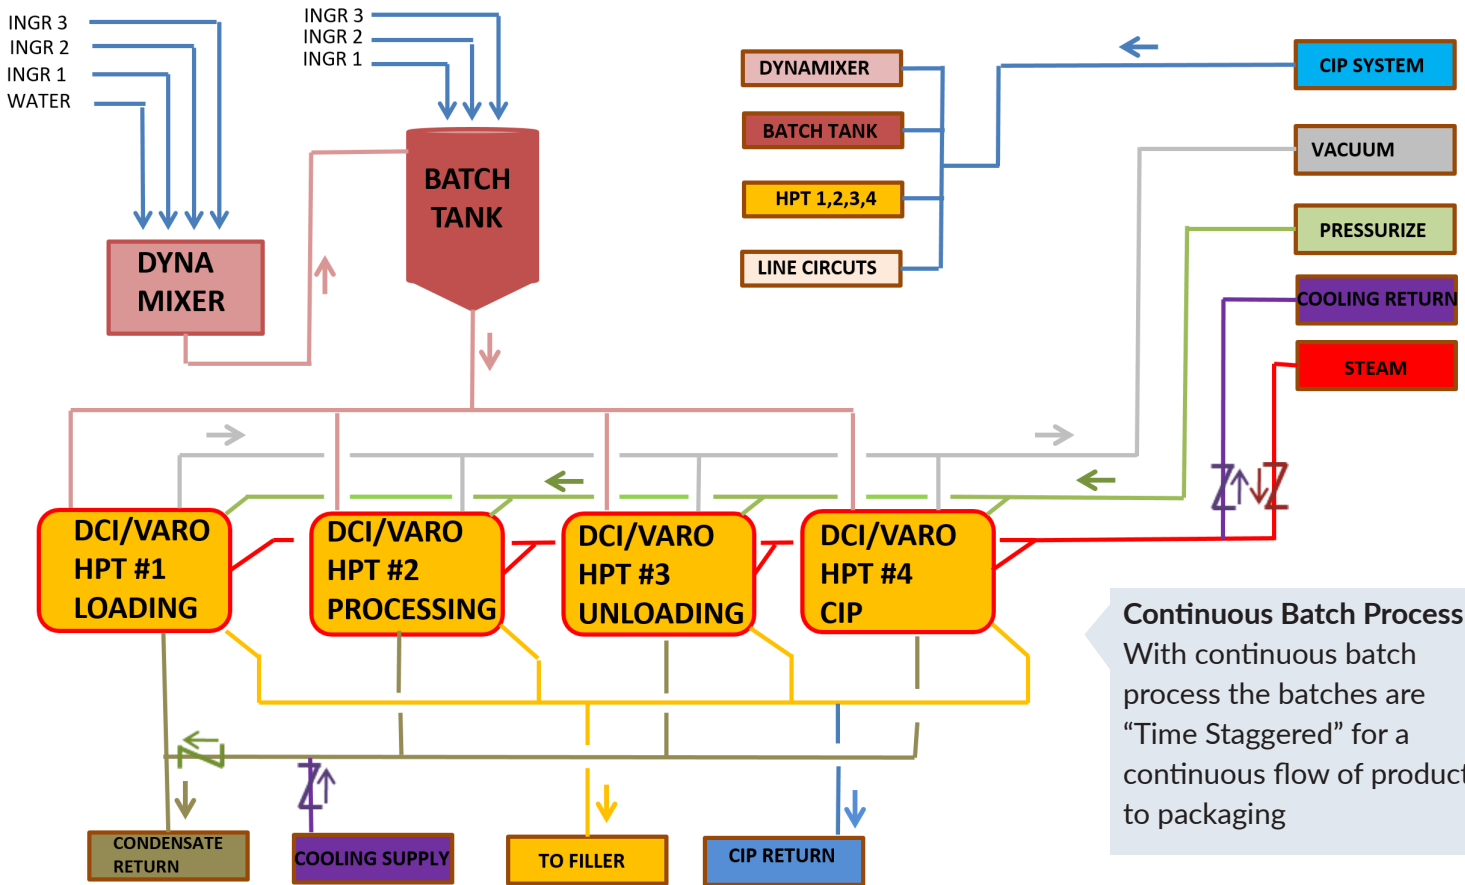 INGR 3
INGR 2
INGR 1
WATER
INGR 3
INGR 2
INGR 1
DYNA
MIXER
BATCH
TANK
DYNAMIXER
BATCH TANK
HPT 1,2,3,4
LINE CIRCUTS
CIP SYSTEM
VACUUM
PRESSURIZE
COOLING RETURN
STEAM
DCI/VARO
HPT #1
LOADING
DCI/VARO
HPT #2
PROCESSING
DCI/VARO
HPT #3
UNLOADING
DCI/VARO
HPT #4
CIP
Continuous Batch Process
With continuous batch
process the batches are
“Time Staggered” for a
continuous flow of product
to packaging
CONDENSATE
RETURN
COOLING SUPPLY
TO FILLER
CIP RETURN